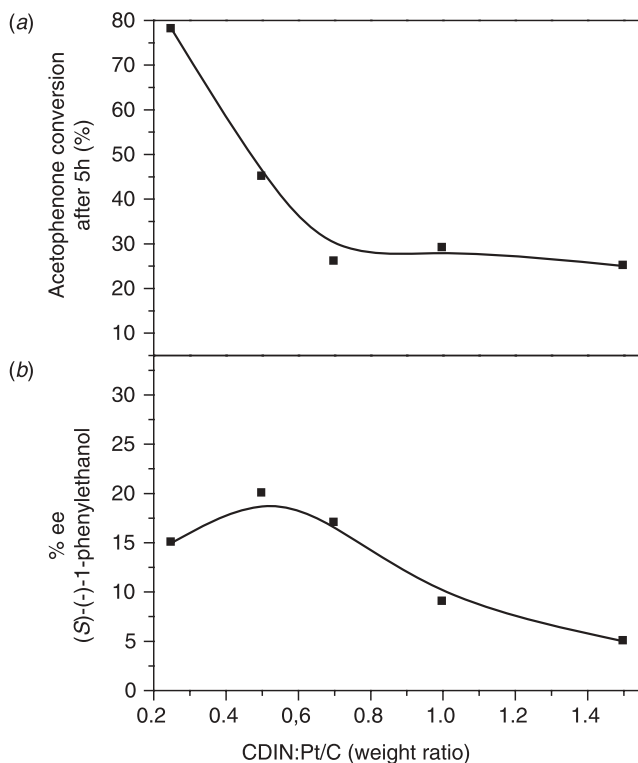 (a)
Acetophenone conversion
after 5h (%)
80
70
60
50
40
30
20
10
(b)
% ee
(S)-(-)-1-phenylethanol
30
25
20
15
10
5
0
0.2 0.4 0,6 0.8 1.0 1.2 1.4
CDIN:Pt/C (weight ratio)